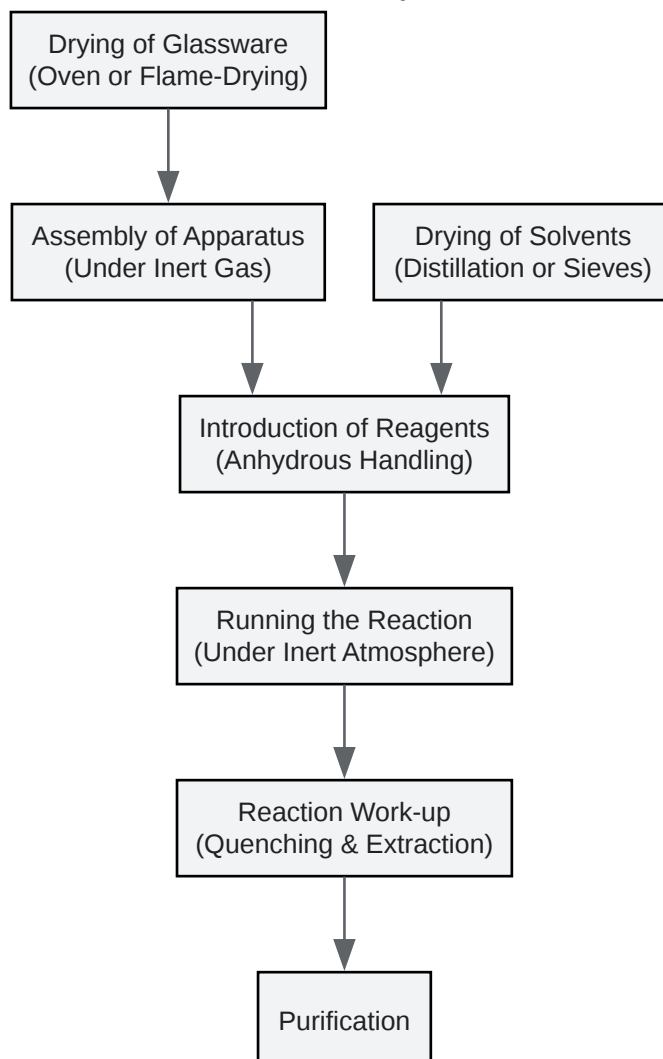 Drying of Glassware
(Oven or Flame-Drying)
Assembly of Apparatus
(Under Inert Gas)
Drying of Solvents
(Distillation or Sieves)
Introduction of Reagents
(Anhydrous Handling)
Running the Reaction
(Under Inert Atmosphere)
Reaction Work-up
(Quenching & Extraction)
Purification